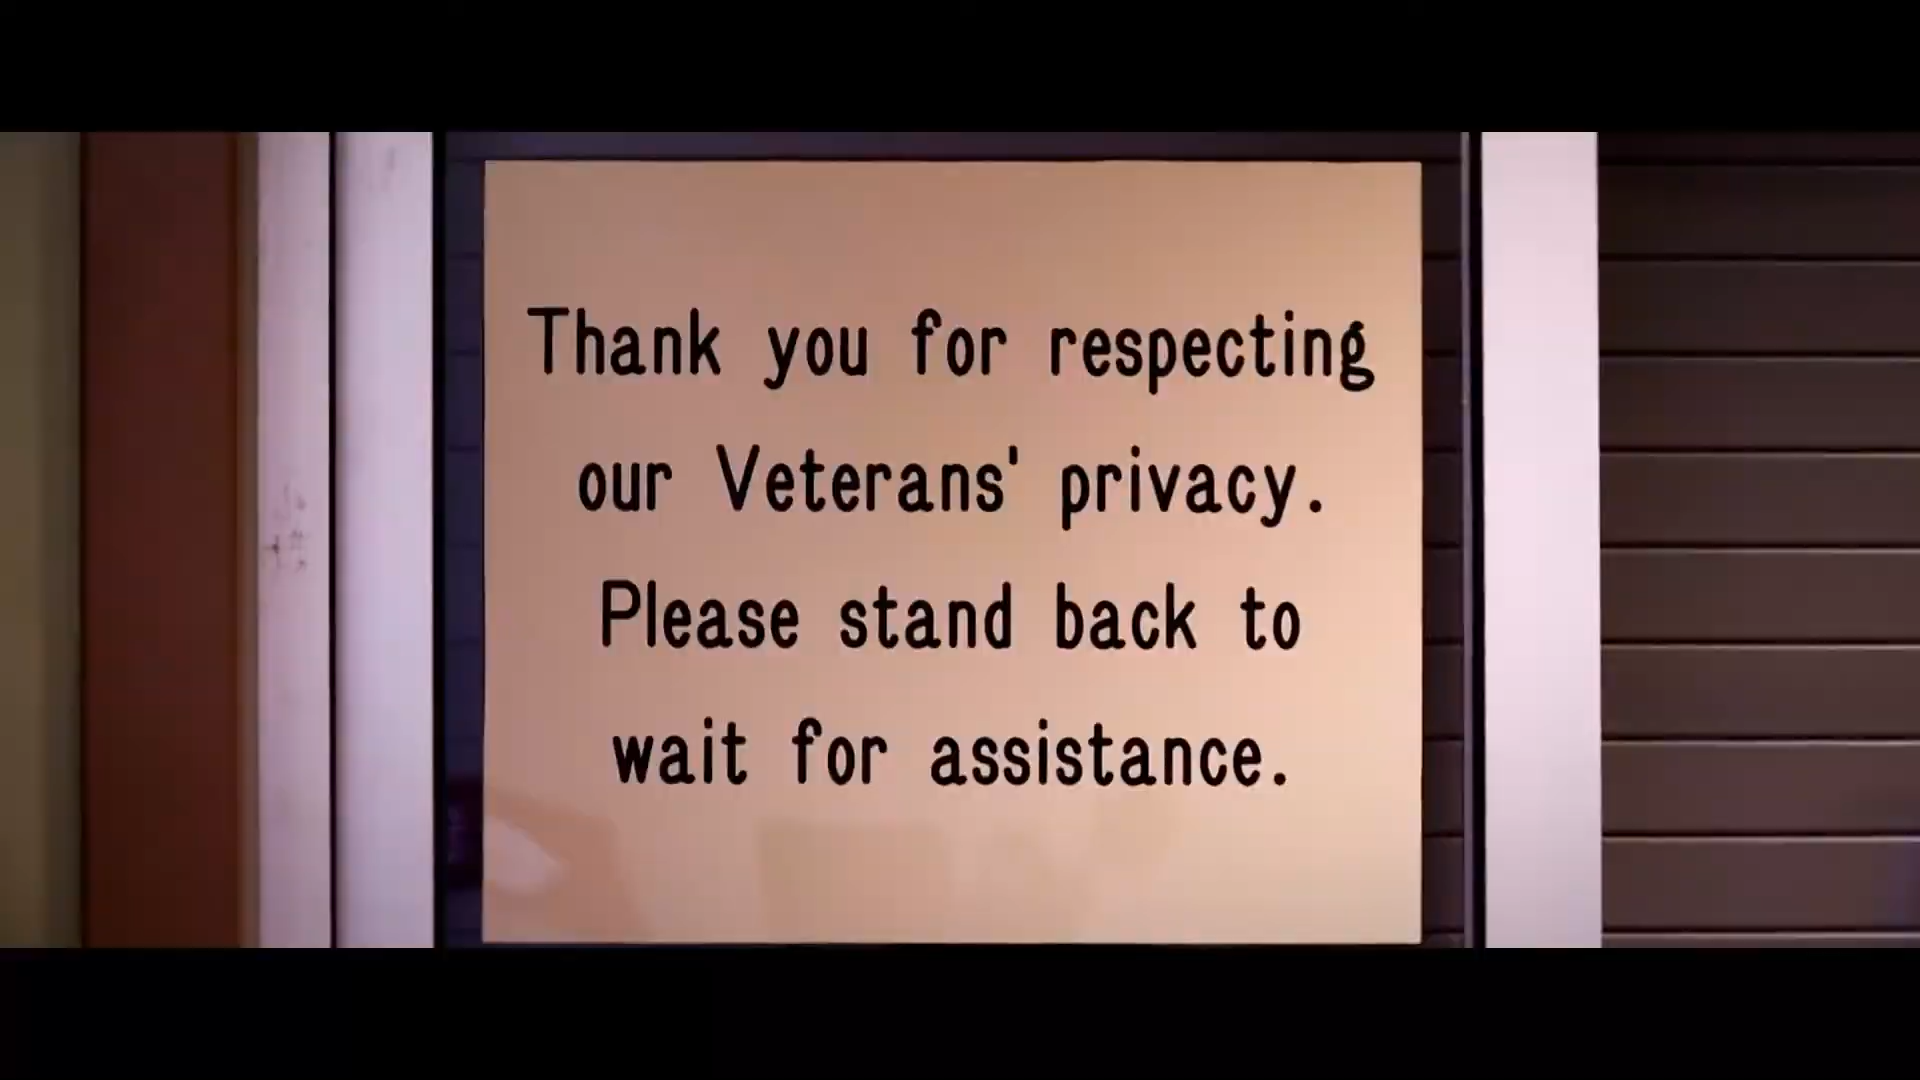 Thank you for respecting
our Veterans' privacy.
Please stand back to
wait for assistance.